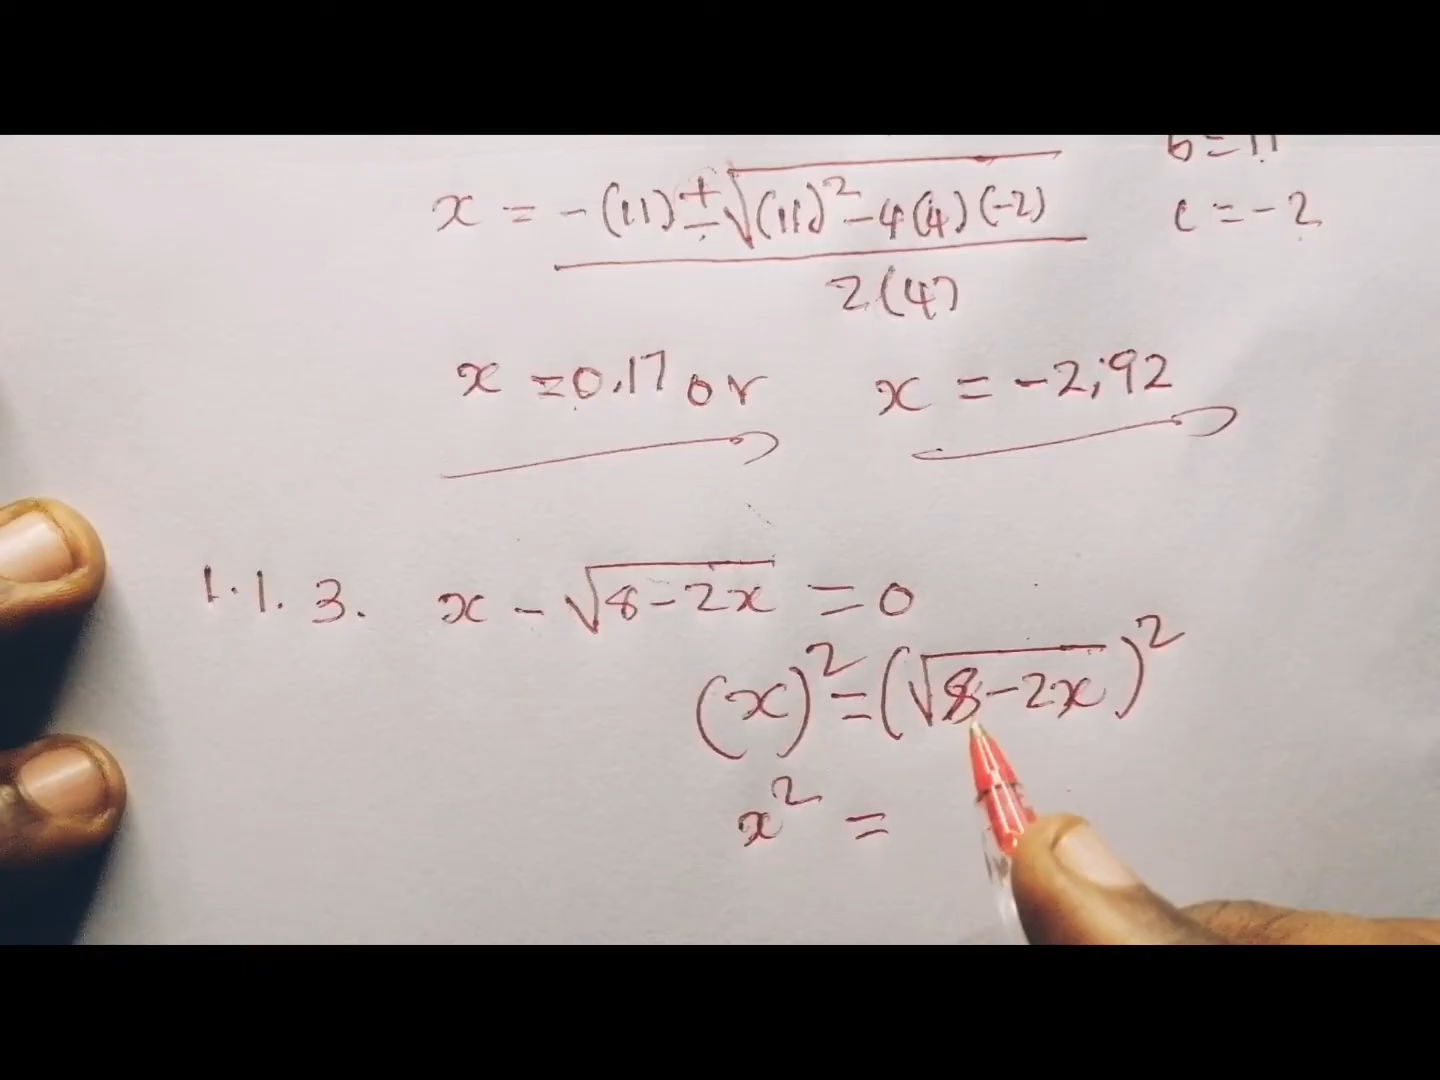 b = 11
x = -(11) ± √(11)² - 4(4)(-2)
c = -2
2(4)
x = 0,17 or x = -2,92
1.1.3. x - √8-2x = 0
(x)² = (√8-2x)²
x² =